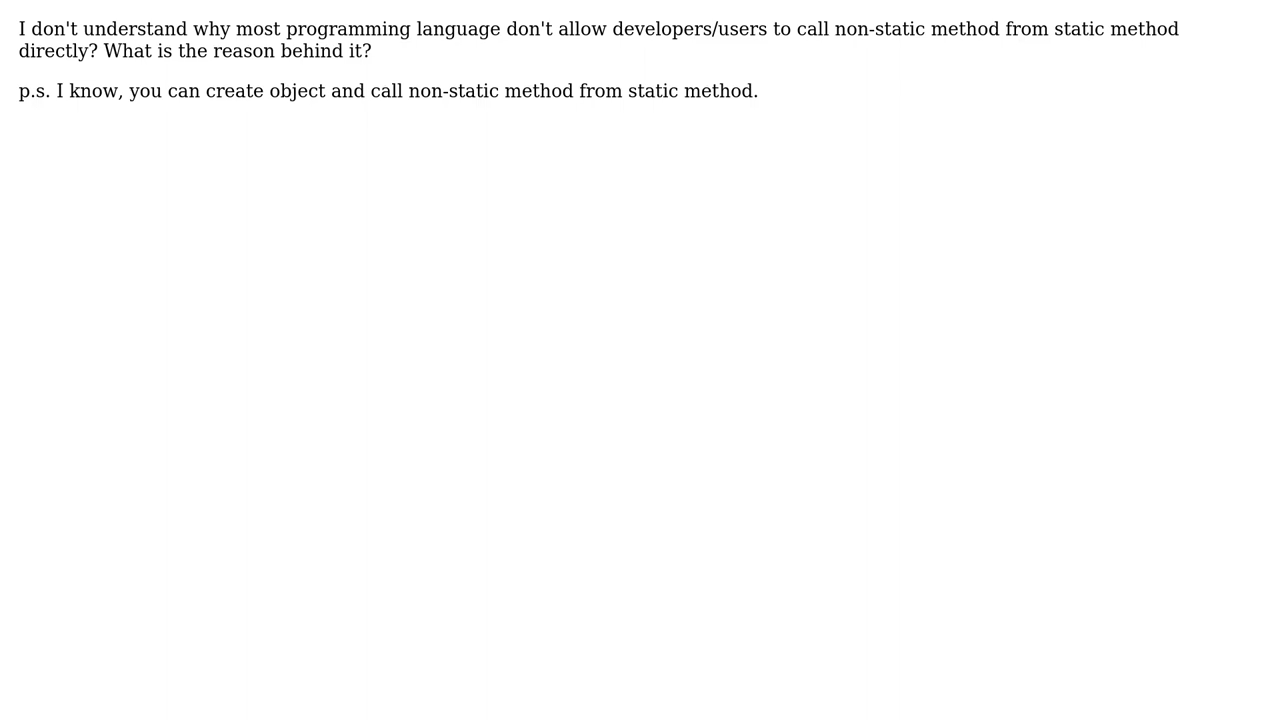 I don't understand why most programming language don't allow developers/users to call non-static method from static method
directly? What is the reason behind it?
p.s. I know, you can create object and call non-static method from static method.